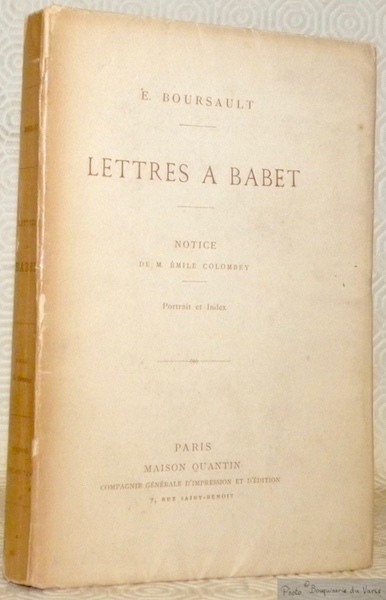 E. BOURSAULT
LETTRES A BABET
NOTICE
DE M. ÉMILE COLOMBEY
Portrait et Index
PARIS
MAISON QUANTIN
COMPAGNIE GÉNÉRALE D'IMPRESSION ET D'ÉDITION
7, RUE SAINT-BENOIT
Photo © Bouquinerie du Varis